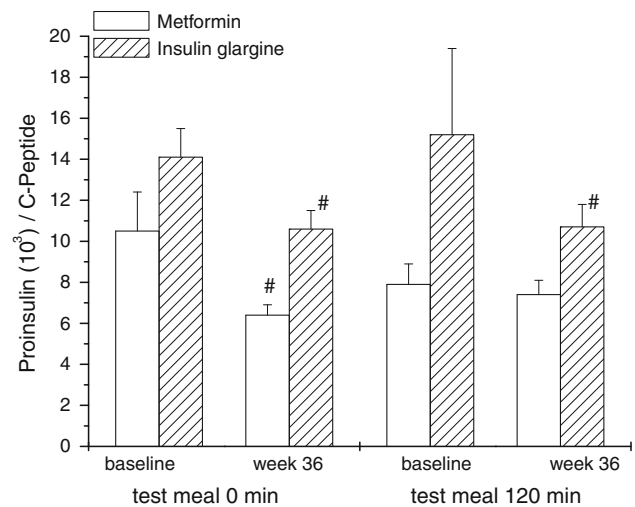 Metformin
Insulin glargine
20
18
16
14
12
10
8
6
4
2
0
Proinsulin (10³) / C-Peptide
#
#
#
baseline week 36 baseline week 36
test meal 0 min test meal 120 min